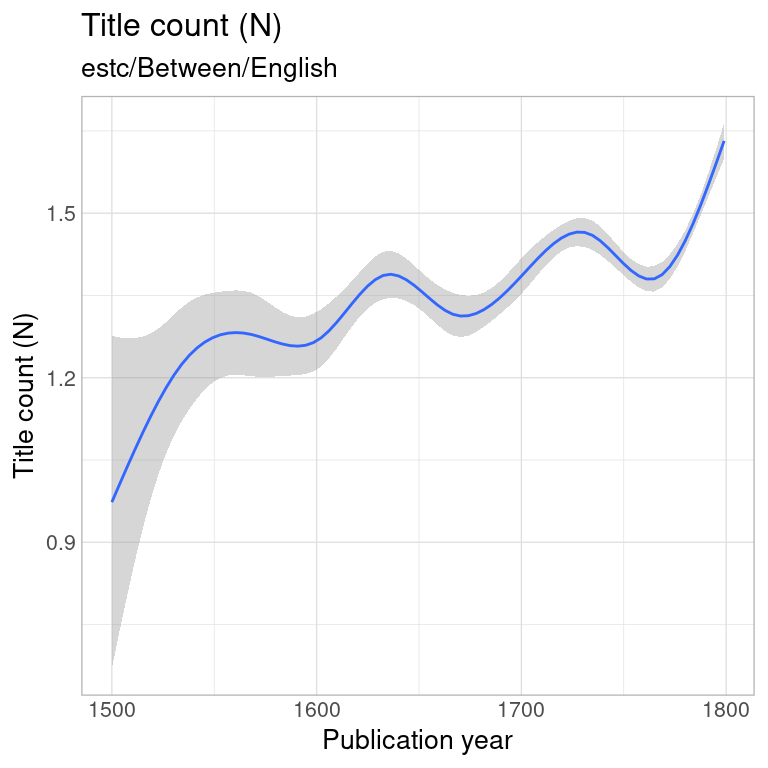 Title count (N)
estc/Between/English
Title count (N)
1.5
1.2
0.9
1500 1600 1700 1800
Publication year